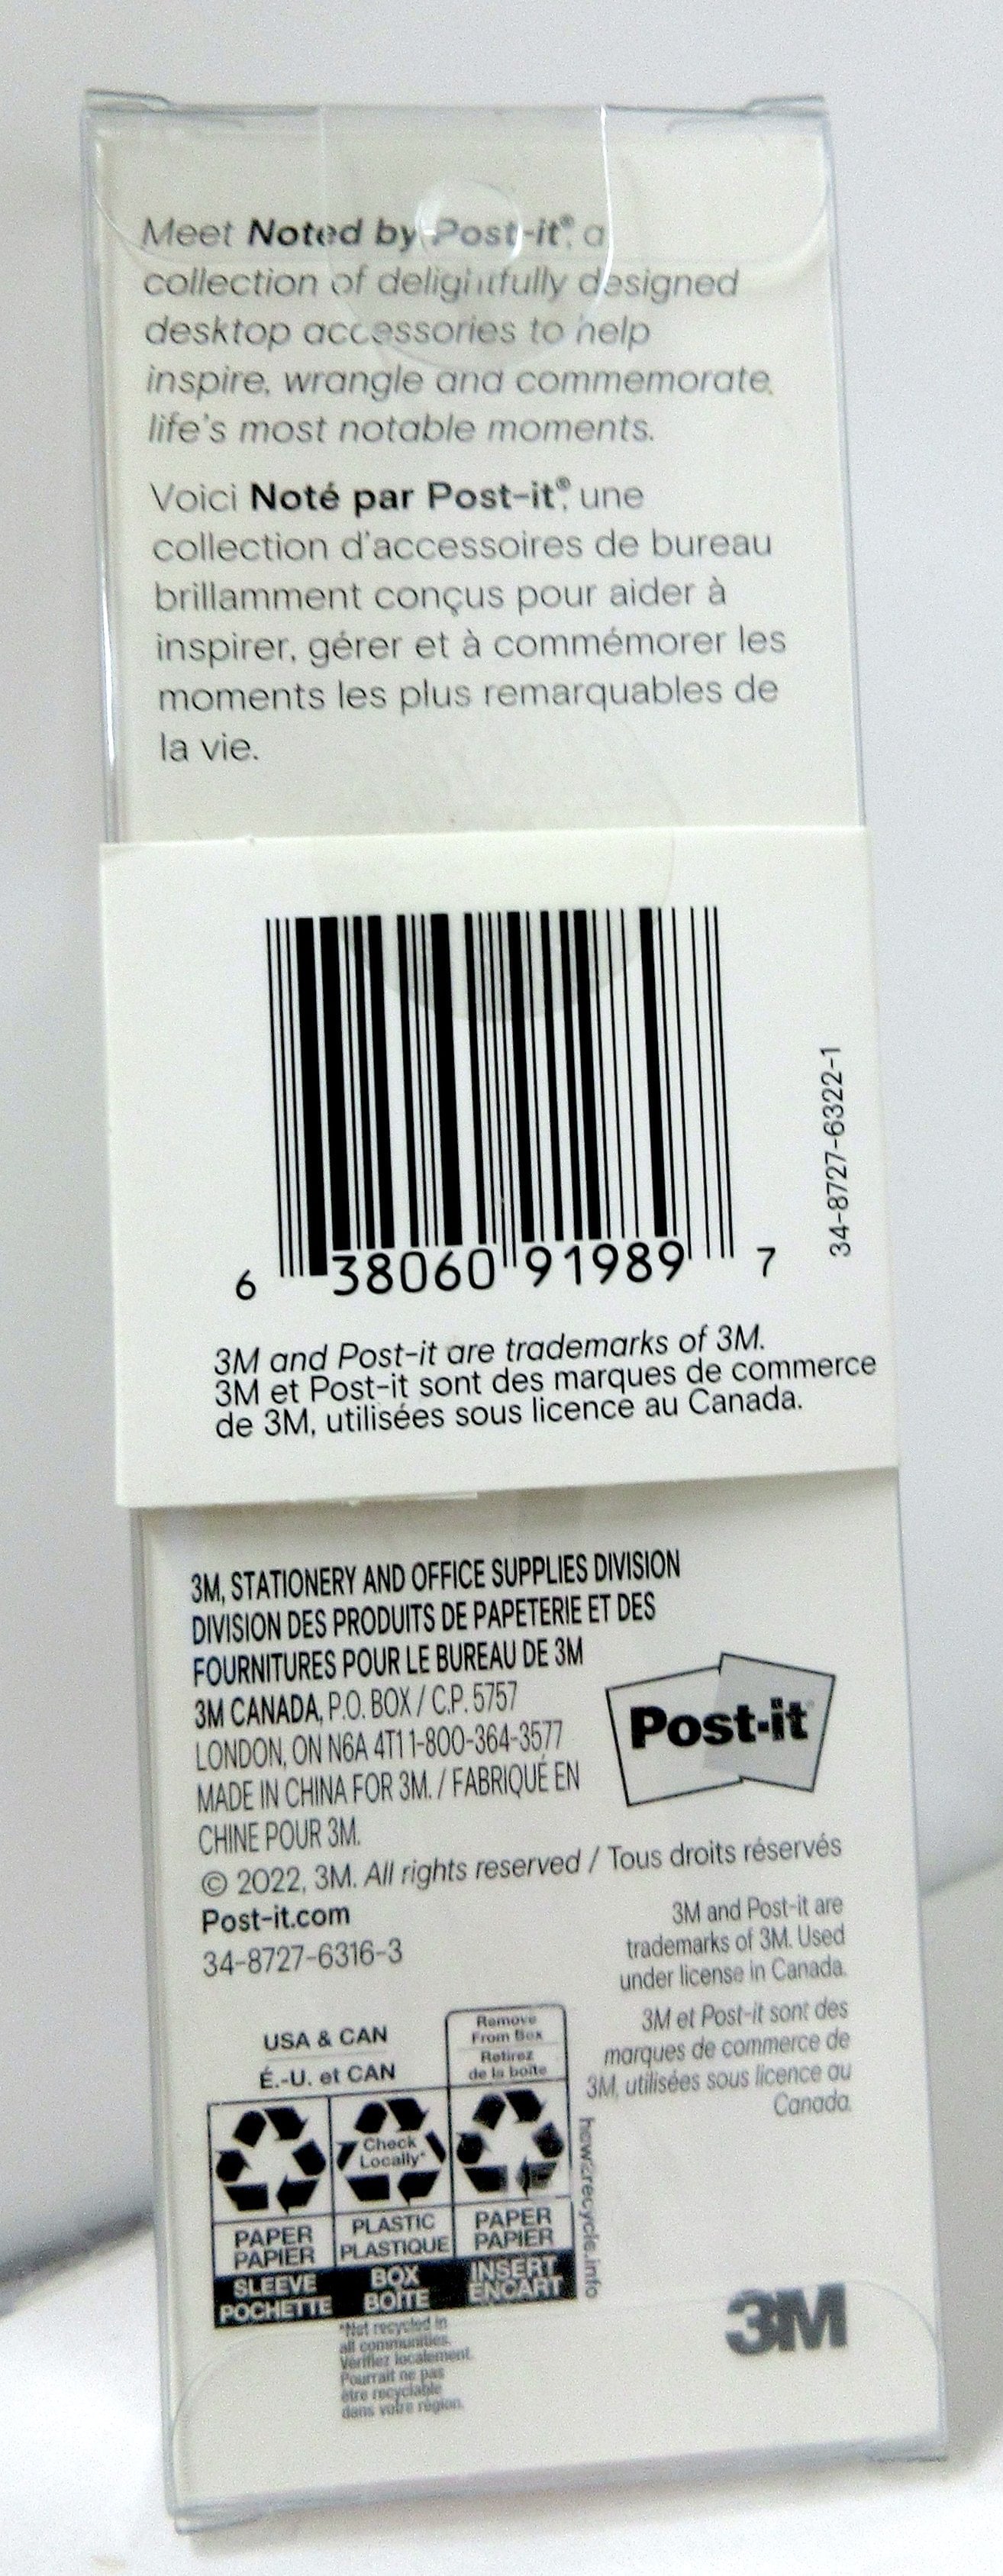 Meet Noted by Post-it®, a
collection of delightfully designed
desktop accessories to help
inspire, wrangle and commemorate
life's most notable moments.
Voici Noté par Post-it®, une
collection d'accessoires de bureau
brillamment conçus pour aider à
inspirer, gérer et à commémorer les
moments les plus remarquables de
la vie.
6 38060 91989 7
34-8727-6322-1
3M and Post-it are trademarks of 3M.
3M et Post-it sont des marques de commerce
de 3M, utilisées sous licence au Canada.
3M, STATIONERY AND OFFICE SUPPLIES DIVISION
DIVISION DES PRODUITS DE PAPETERIE ET DES
FOURNITURES POUR LE BUREAU DE 3M
3M CANADA, P.O. BOX / C.P. 5757
LONDON, ON N6A 4T1 1-800-364-3577
MADE IN CHINA FOR 3M. / FABRIQUÉ EN
CHINE POUR 3M.
Post-it
© 2022, 3M. All rights reserved / Tous droits réservés
Post-it.com
34-8727-6316-3
3M and Post-it are
trademarks of 3M. Used
under license in Canada.
3M et Post-it sont des
marques de commerce de
3M, utilisées sous licence au
Canada.
USA & CAN
É.-U. et CAN
Remove
From Box
Retirez
de la boîte
Check
Locally*
PAPER
PAPIER
SLEEVE
POCHETTE
PLASTIC
PLASTIQUE
BOX
BOÎTE
PAPER
PAPIER
INSERT
ENCART
how2recycle.info
*Not recycled in
all communities.
Vérifiez localement.
Pourrait ne pas
être recyclable
dans votre région.
3M